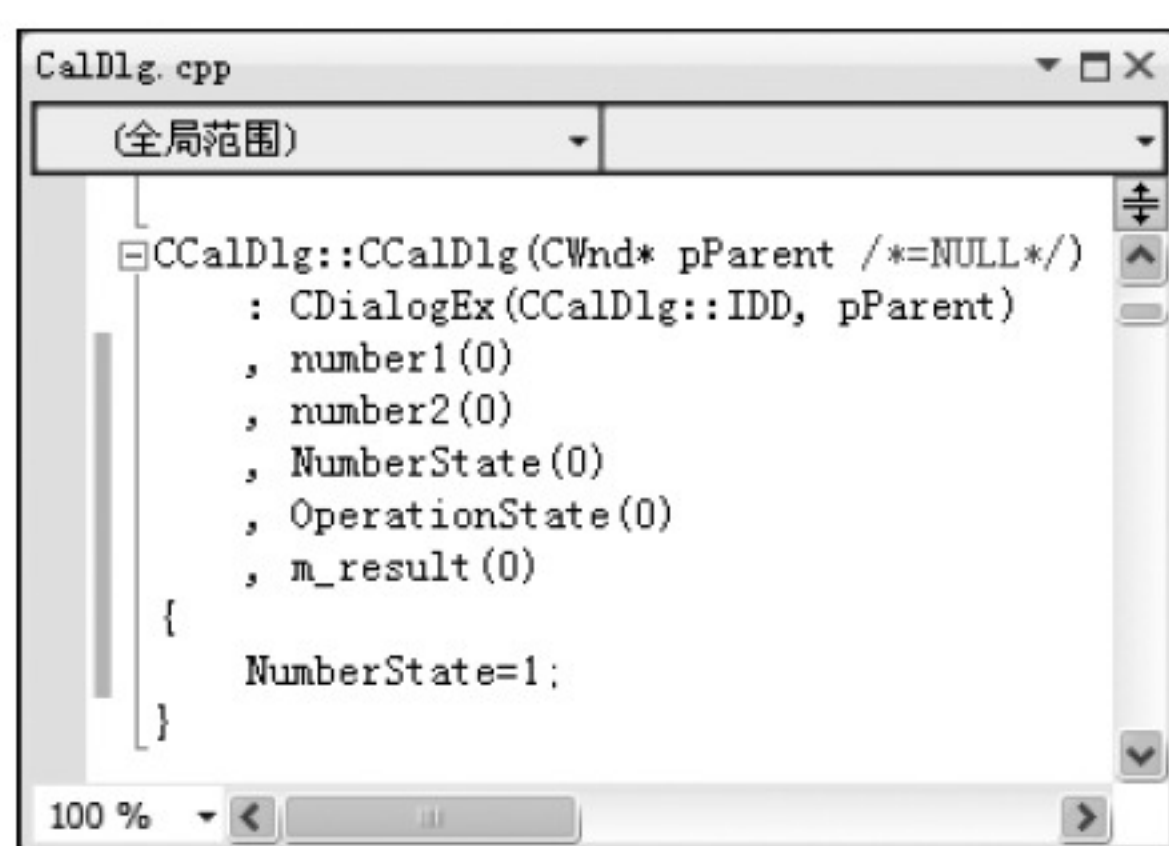 CalDlg.cpp
(全局范围)
CCalDlg::CCalDlg(CWnd* pParent /*=NULL*/)
: CDialogEx(CCalDlg::IDD, pParent)
, number1(0)
, number2(0)
, NumberState(0)
, OperationState(0)
, m_result(0)
{
NumberState=1;
}
100 %